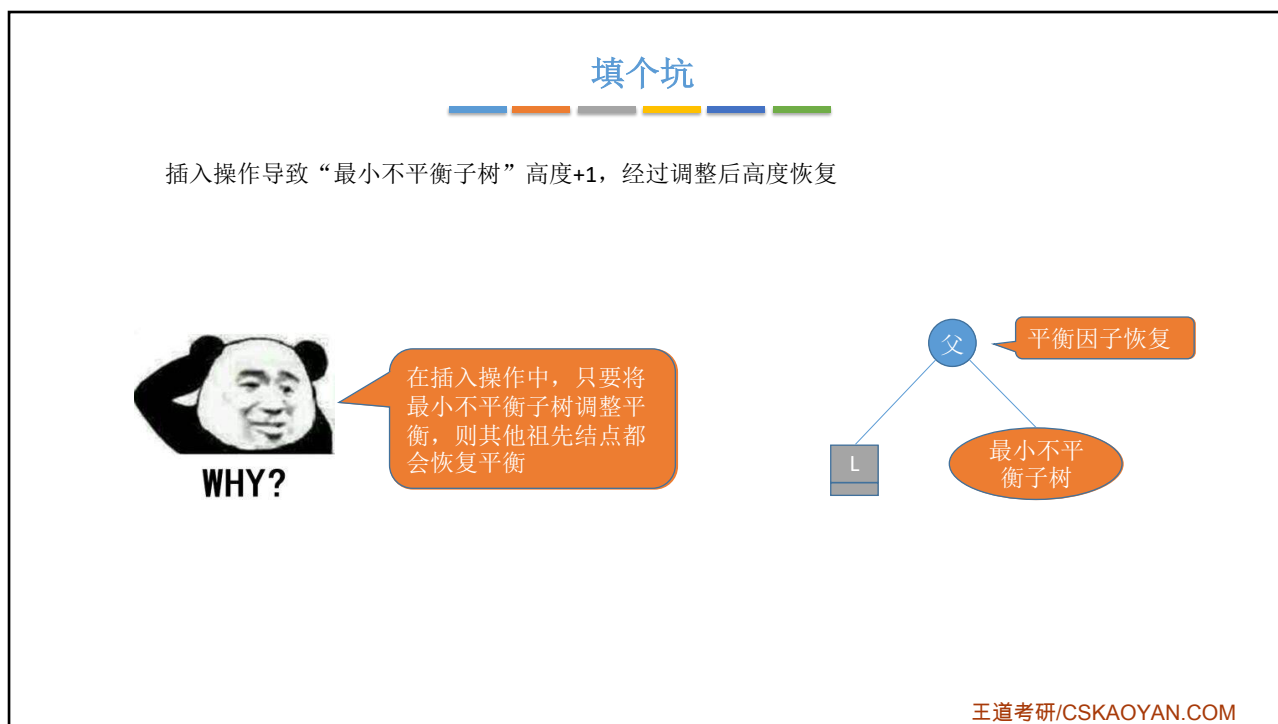 填个坑
插入操作导致“最小不平衡子树”高度+1，经过调整后高度恢复
WHY?
在插入操作中，只要将
最小不平衡子树调整平
衡，则其他祖先结点都
会恢复平衡
父
平衡因子恢复
L
最小不平
衡子树
王道考研/CSKAOYAN.COM